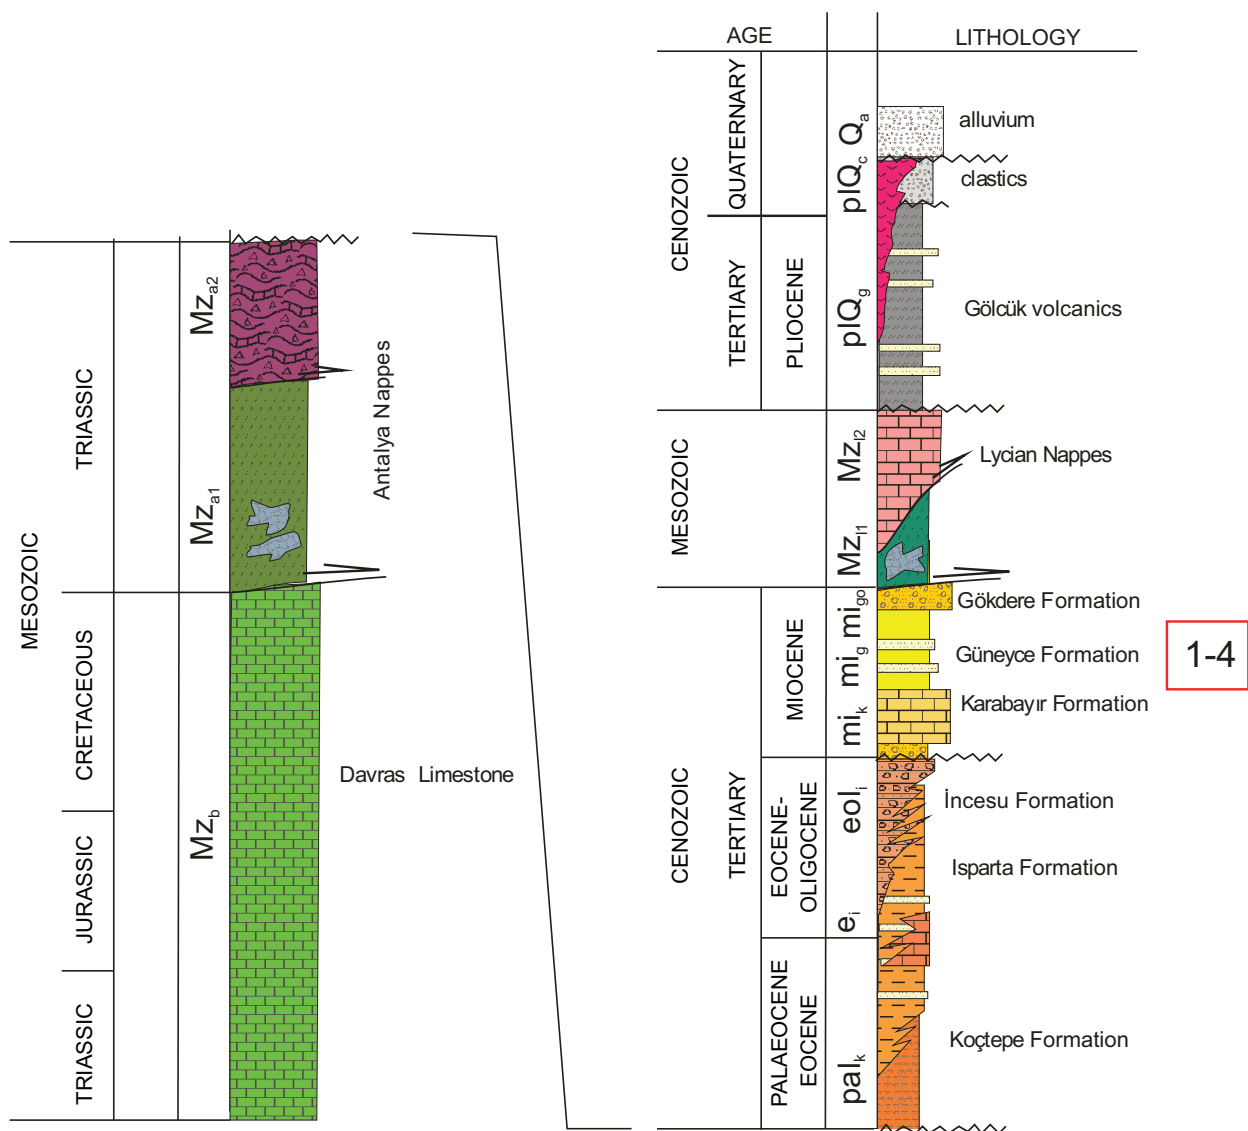 AGE
LITHOLOGY
CENOZOIC
QUATERNARY
TERTIARY
PLIOCENE
Qa
plQc
plQg
alluvium
clastics
Gölcük volcanics
MESOZOIC
Mzl2
Mzl1
Lycian Nappes
CENOZOIC
TERTIARY
MIOCENE
migo
mig
mik
Gökdere Formation
Güneyce Formation
Karabayır Formation
1-4
EOCENE-
OLIGOCENE
eoli
ei
İncesu Formation
Isparta Formation
PALAEOCENE
EOCENE
palk
Koçtepe Formation
MESOZOIC
TRIASSIC
Mza2
Mza1
Antalya Nappes
CRETACEOUS
JURASSIC
TRIASSIC
Mzb
Davras Limestone